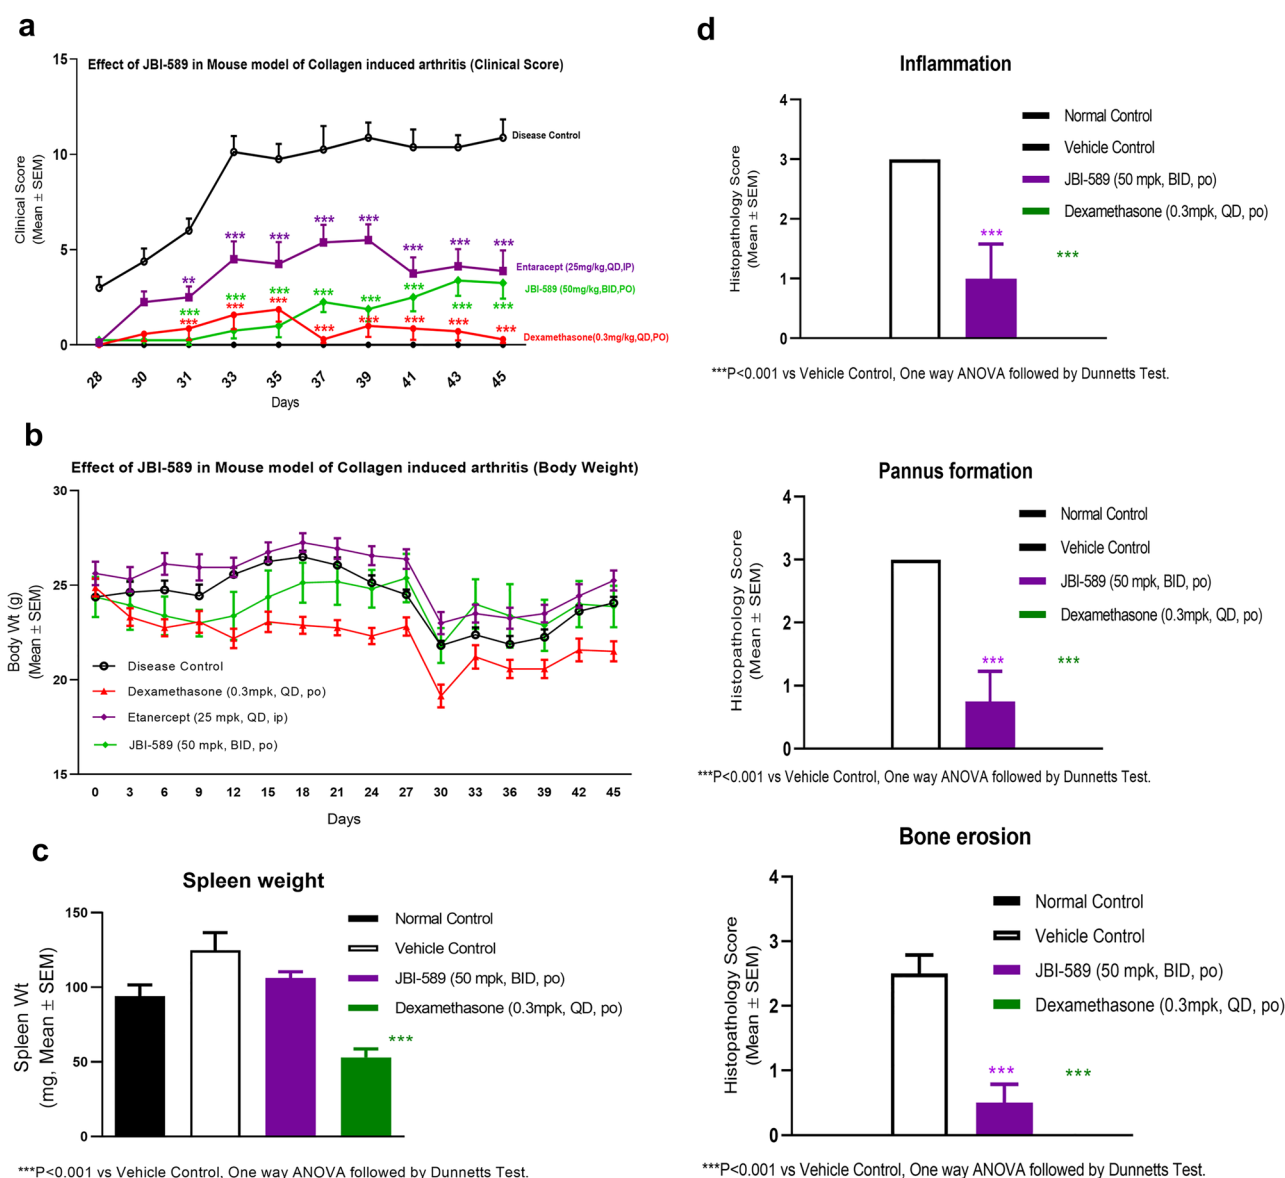 a
Effect of JBI-589 in Mouse model of Collagen induced arthritis (Clinical Score)
Clinical Score
(Mean ± SEM)
15
10
5
0
Disease Control
Entaracept (25mg/kg,QD,IP)
JBI-589 (50mg/kg,BID,PO)
Dexamethasone(0.3mg/kg,QD,PO)
** *** *** *** *** *** *** ***
*** *** *** *** *** *** *** ***
*** *** *** *** *** *** *** ***
28 30 31 33 35 37 39 41 43 45
Days
b
Effect of JBI-589 in Mouse model of Collagen induced arthritis (Body Weight)
Body Wt (g)
(Mean ± SEM)
30
25
20
15
Disease Control
Dexamethasone (0.3mpk, QD, po)
Etanercept (25 mpk, QD, ip)
JBI-589 (50 mpk, BID, po)
0 3 6 9 12 15 18 21 24 27 30 33 36 39 42 45
Days
c
Spleen weight
Spleen Wt
(mg, Mean ± SEM)
150
100
50
0
Normal Control
Vehicle Control
JBI-589 (50 mpk, BID, po)
Dexamethasone (0.3mpk, QD, po)
***
***P<0.001 vs Vehicle Control, One way ANOVA followed by Dunnetts Test.
d
Inflammation
Histopathology Score
(Mean ± SEM)
4
3
2
1
0
Normal Control
Vehicle Control
JBI-589 (50 mpk, BID, po)
Dexamethasone (0.3mpk, QD, po)
*** ***
***P<0.001 vs Vehicle Control, One way ANOVA followed by Dunnetts Test.
Pannus formation
Histopathology Score
(Mean ± SEM)
4
3
2
1
0
Normal Control
Vehicle Control
JBI-589 (50 mpk, BID, po)
Dexamethasone (0.3mpk, QD, po)
*** ***
***P<0.001 vs Vehicle Control, One way ANOVA followed by Dunnetts Test.
Bone erosion
Histopathology Score
(Mean ± SEM)
4
3
2
1
0
Normal Control
Vehicle Control
JBI-589 (50 mpk, BID, po)
Dexamethasone (0.3mpk, QD, po)
*** ***
***P<0.001 vs Vehicle Control, One way ANOVA followed by Dunnetts Test.